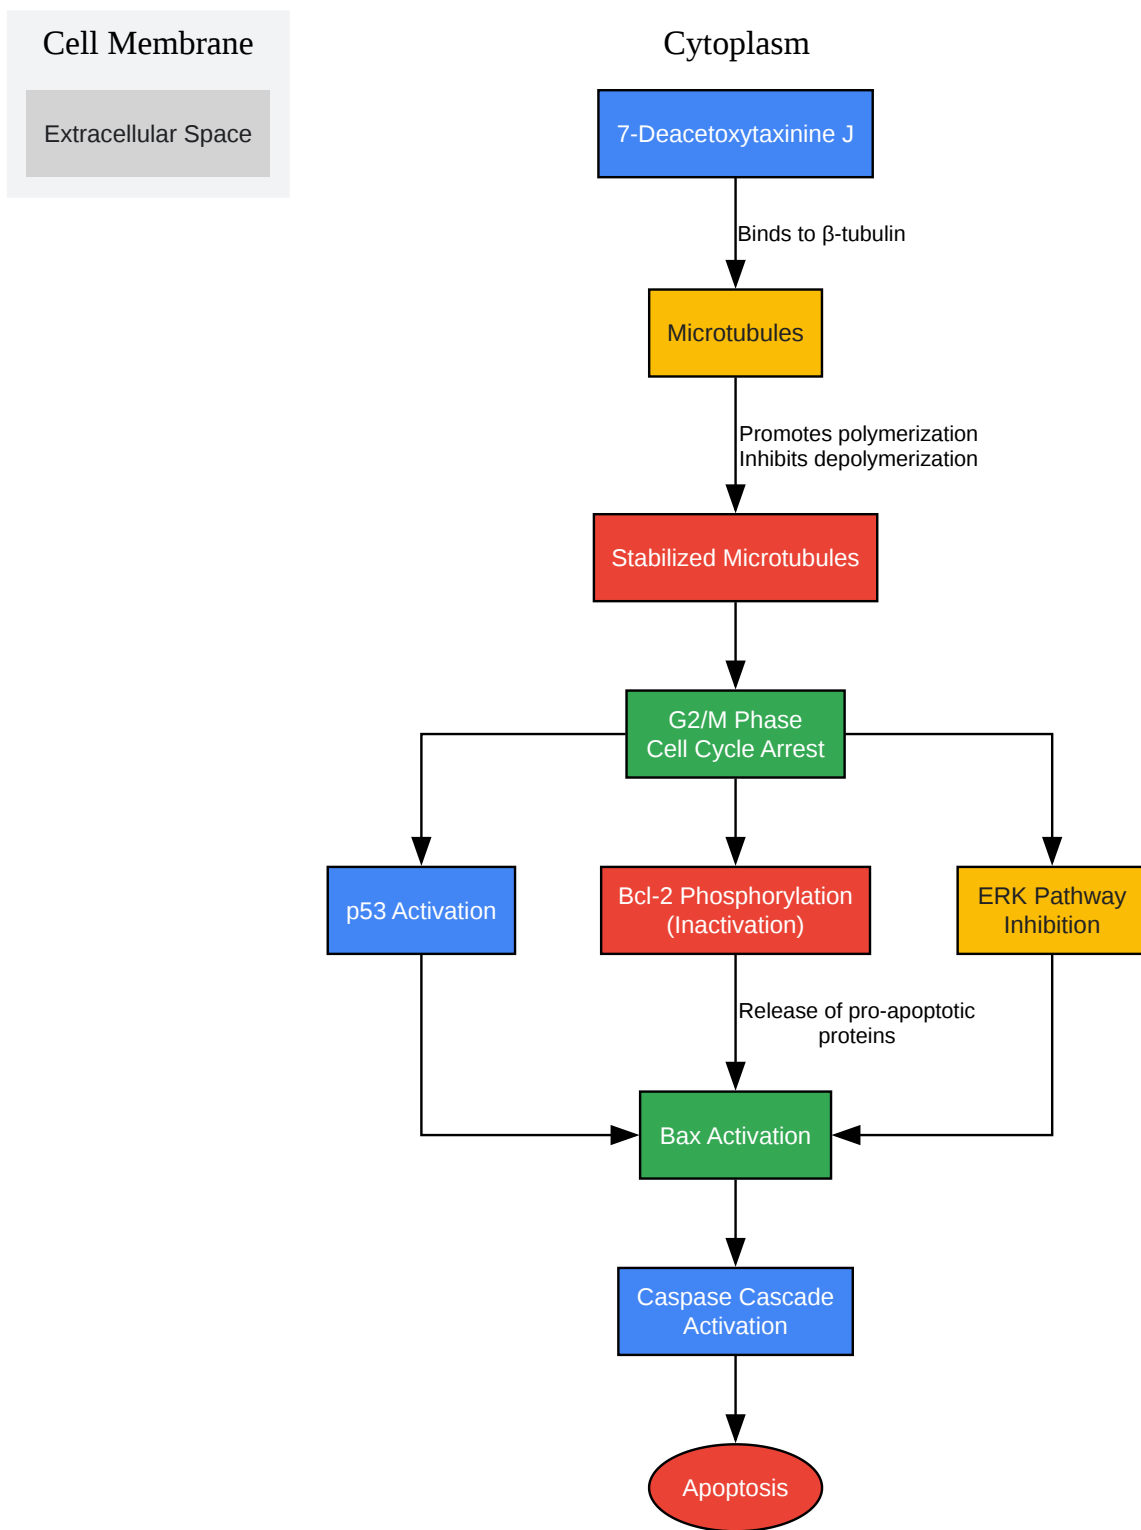 Cell Membrane
Extracellular Space
Cytoplasm
7-Deacetoxytaxinine J
Binds to β-tubulin
Microtubules
Promotes polymerization
Inhibits depolymerization
Stabilized Microtubules
G2/M Phase
Cell Cycle Arrest
p53 Activation
Bcl-2 Phosphorylation
(Inactivation)
ERK Pathway
Inhibition
Release of pro-apoptotic
proteins
Bax Activation
Caspase Cascade
Activation
Apoptosis